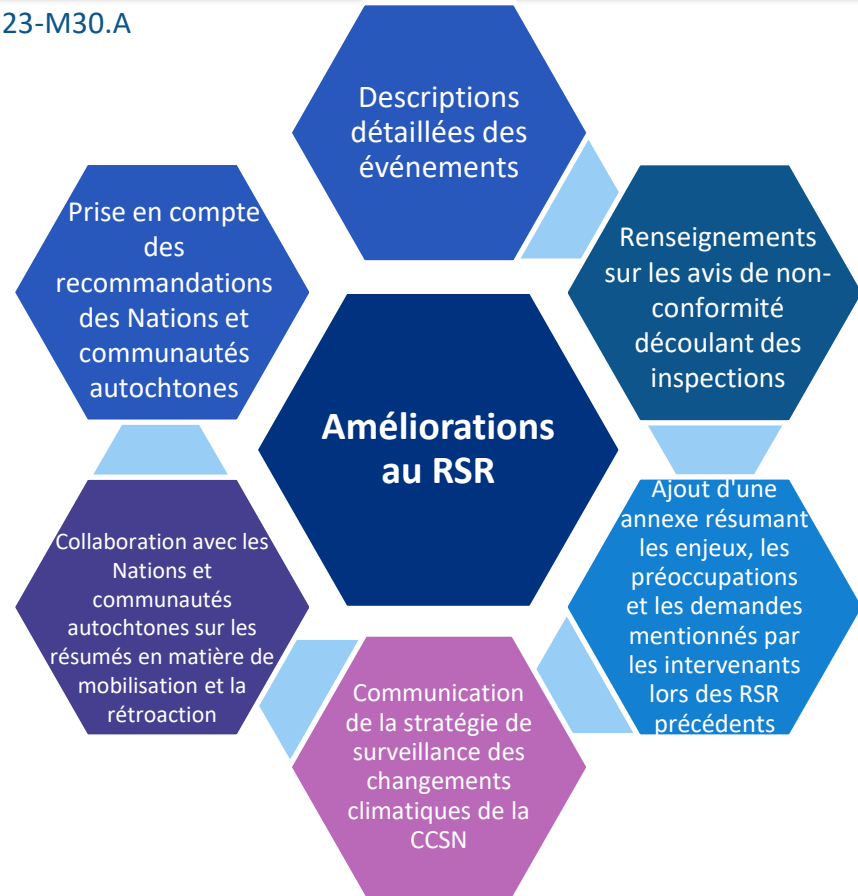 23-M30.A
Descriptions
détaillées des
événements
Renseignements
sur les avis de non-
conformité
découlant des
inspections
Ajout d'une
annexe résumant
les enjeux, les
préoccupations
et les demandes
mentionnés par
les intervenants
lors des RSR
précédents
Communication
de la stratégie de
surveillance des
changements
climatiques de la
CCSN
Collaboration avec les
Nations et
communautés
autochtones sur les
résumés en matière de
mobilisation et la
rétroaction
Prise en compte
des
recommandations
des Nations et
communautés
autochtones
Améliorations
au RSR